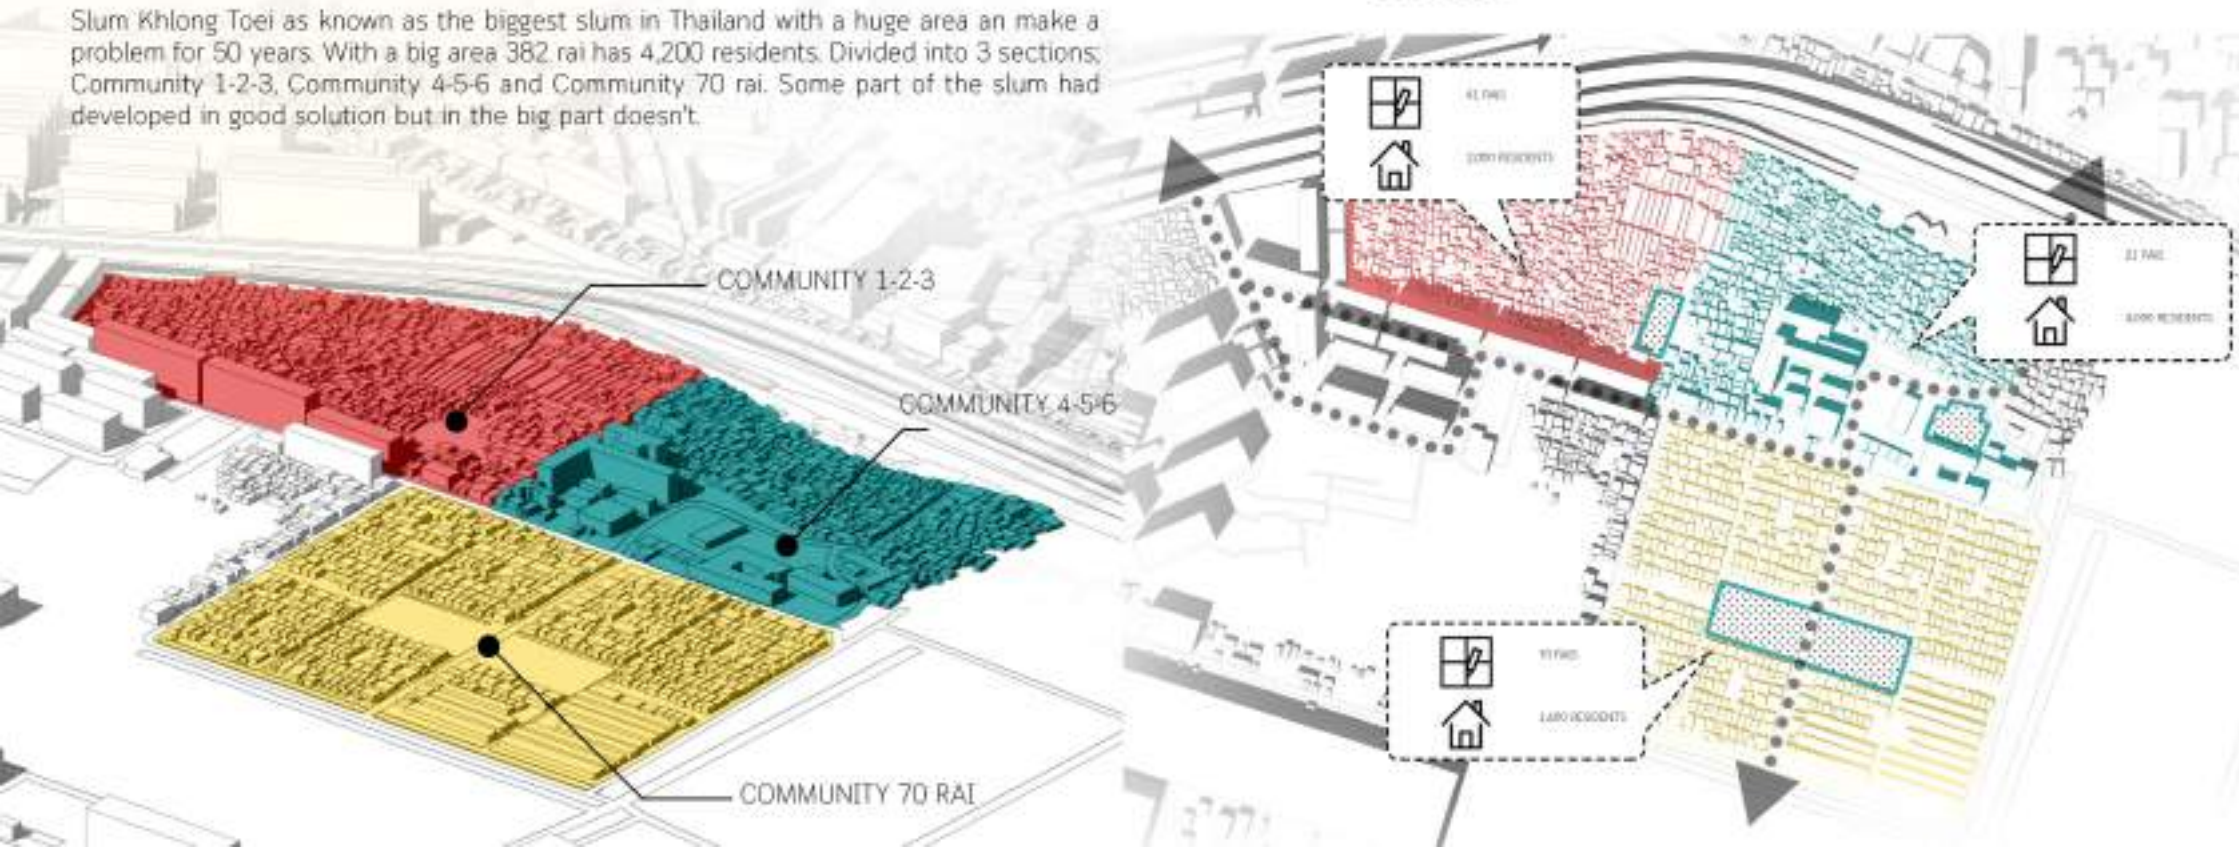 Slum Khlong Toei as known as the biggest slum in Thailand with a huge area an make a
problem for 50 years. With a big area 382 rai has 4,200 residents. Divided into 3 sections;
Community 1-2-3, Community 4-5-6 and Community 70 rai. Some part of the slum had
developed in good solution but in the big part doesn't.
COMMUNITY 1-2-3
COMMUNITY 4-5-6
COMMUNITY 70 RAI
RESIDENTS
RESIDENTS
RESIDENTS